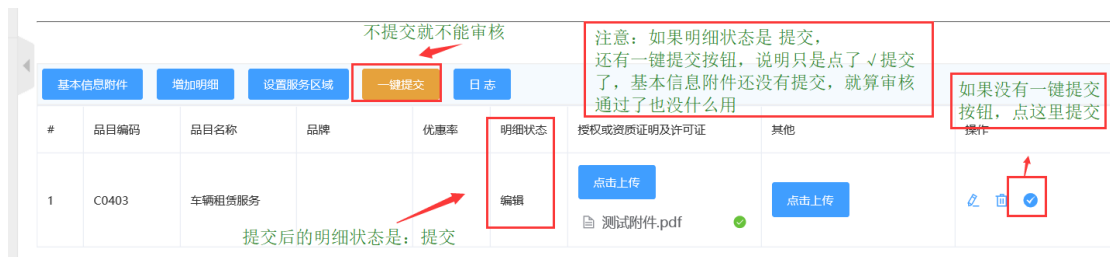 不提交就不能审核
注意：如果明细状态是 提交，
还有一键提交按钮，说明只是点了√提交
了，基本信息附件还没有提交，就算审核
通过了也没什么用
如果没有一键提交
按钮，点这里提交
基本信息附件 增加明细 设置服务区域 一键提交 日志
# 品目编码 品目名称 品牌 优惠率 明细状态 授权或资质证明及许可证 其他 操作
点击上传
1 C0403 车辆租赁服务 编辑 点击上传
测试附件.pdf
提交后的明细状态是：提交